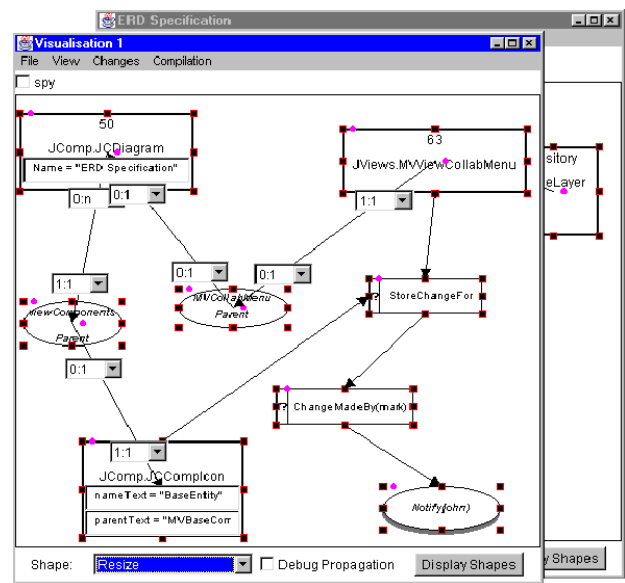 ERD Specification
Visualisation 1
File View Changes Compilation
spy
50
JComp.JCDiagram
Name = "ERD Specification"
63
JViews.MVViewCollabMenu
sitory
eLayer
0:n
0:1
1:1
1:1
0:1
0:1
viewComponents
Parent
MVCollabMenu
Parent
? StoreChangeFor
0:1
? ChangeMadeBy(mark)
1:1
JComp.JCCompIcon
nameText = "BaseEntity"
parentText = "MVBaseCorr
Notify(john)
Shape:
Resize
Debug Propagation
Display Shapes
y Shapes